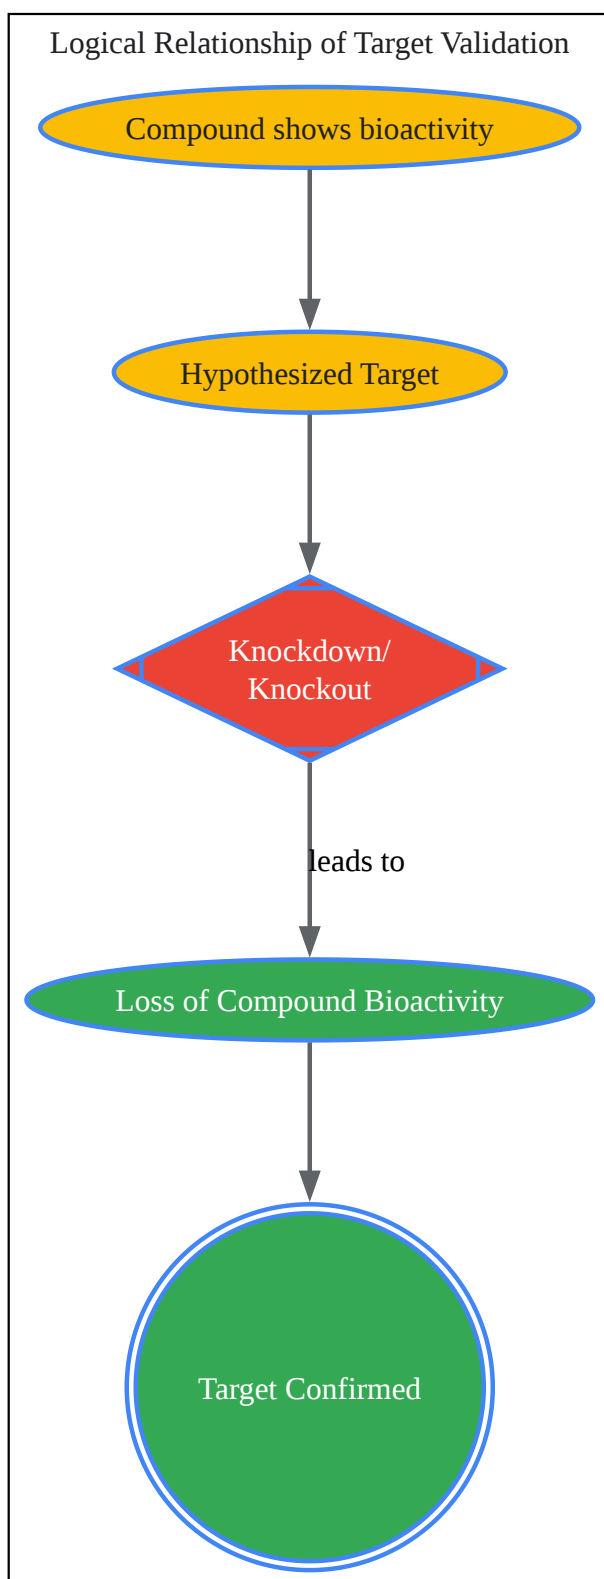 Logical Relationship of Target Validation
Compound shows bioactivity
Hypothesized Target
Knockdown/
Knockout
leads to
Loss of Compound Bioactivity
Target Confirmed